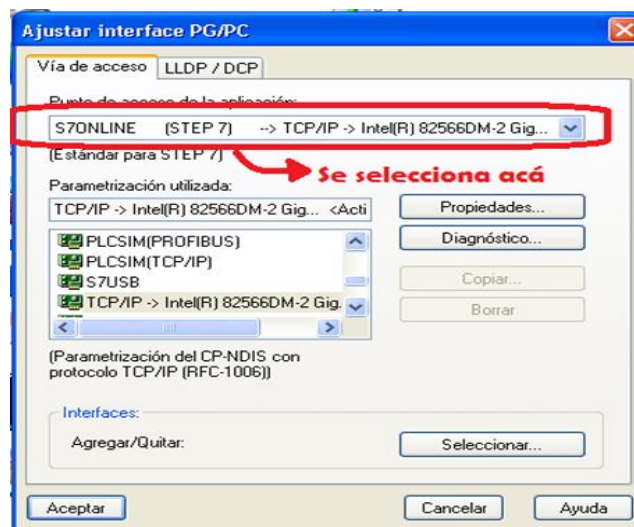 Ajustar interface PG/PC
Vía de acceso LLDP / DCP
Punto de acceso de la aplicación:
S7ONLINE (STEP 7) --> TCP/IP -> Intel(R) 82566DM-2 Gig...
(Estándar para STEP 7)
Se selecciona acá
Parametrización utilizada:
TCP/IP -> Intel(R) 82566DM-2 Gig... <Acti
Propiedades...
PLCSIM(PROFIBUS)
Diagnóstico...
PLCSIM(TCP/IP)
S7USB
Copiar...
TCP/IP -> Intel(R) 82566DM-2 Gig.
Borrar
(Parametrización del CP-NDIS con
protocolo TCP/IP (RFC-1006))
Interfaces:
Agregar/Quitar:
Seleccionar...
Aceptar
Cancelar
Ayuda